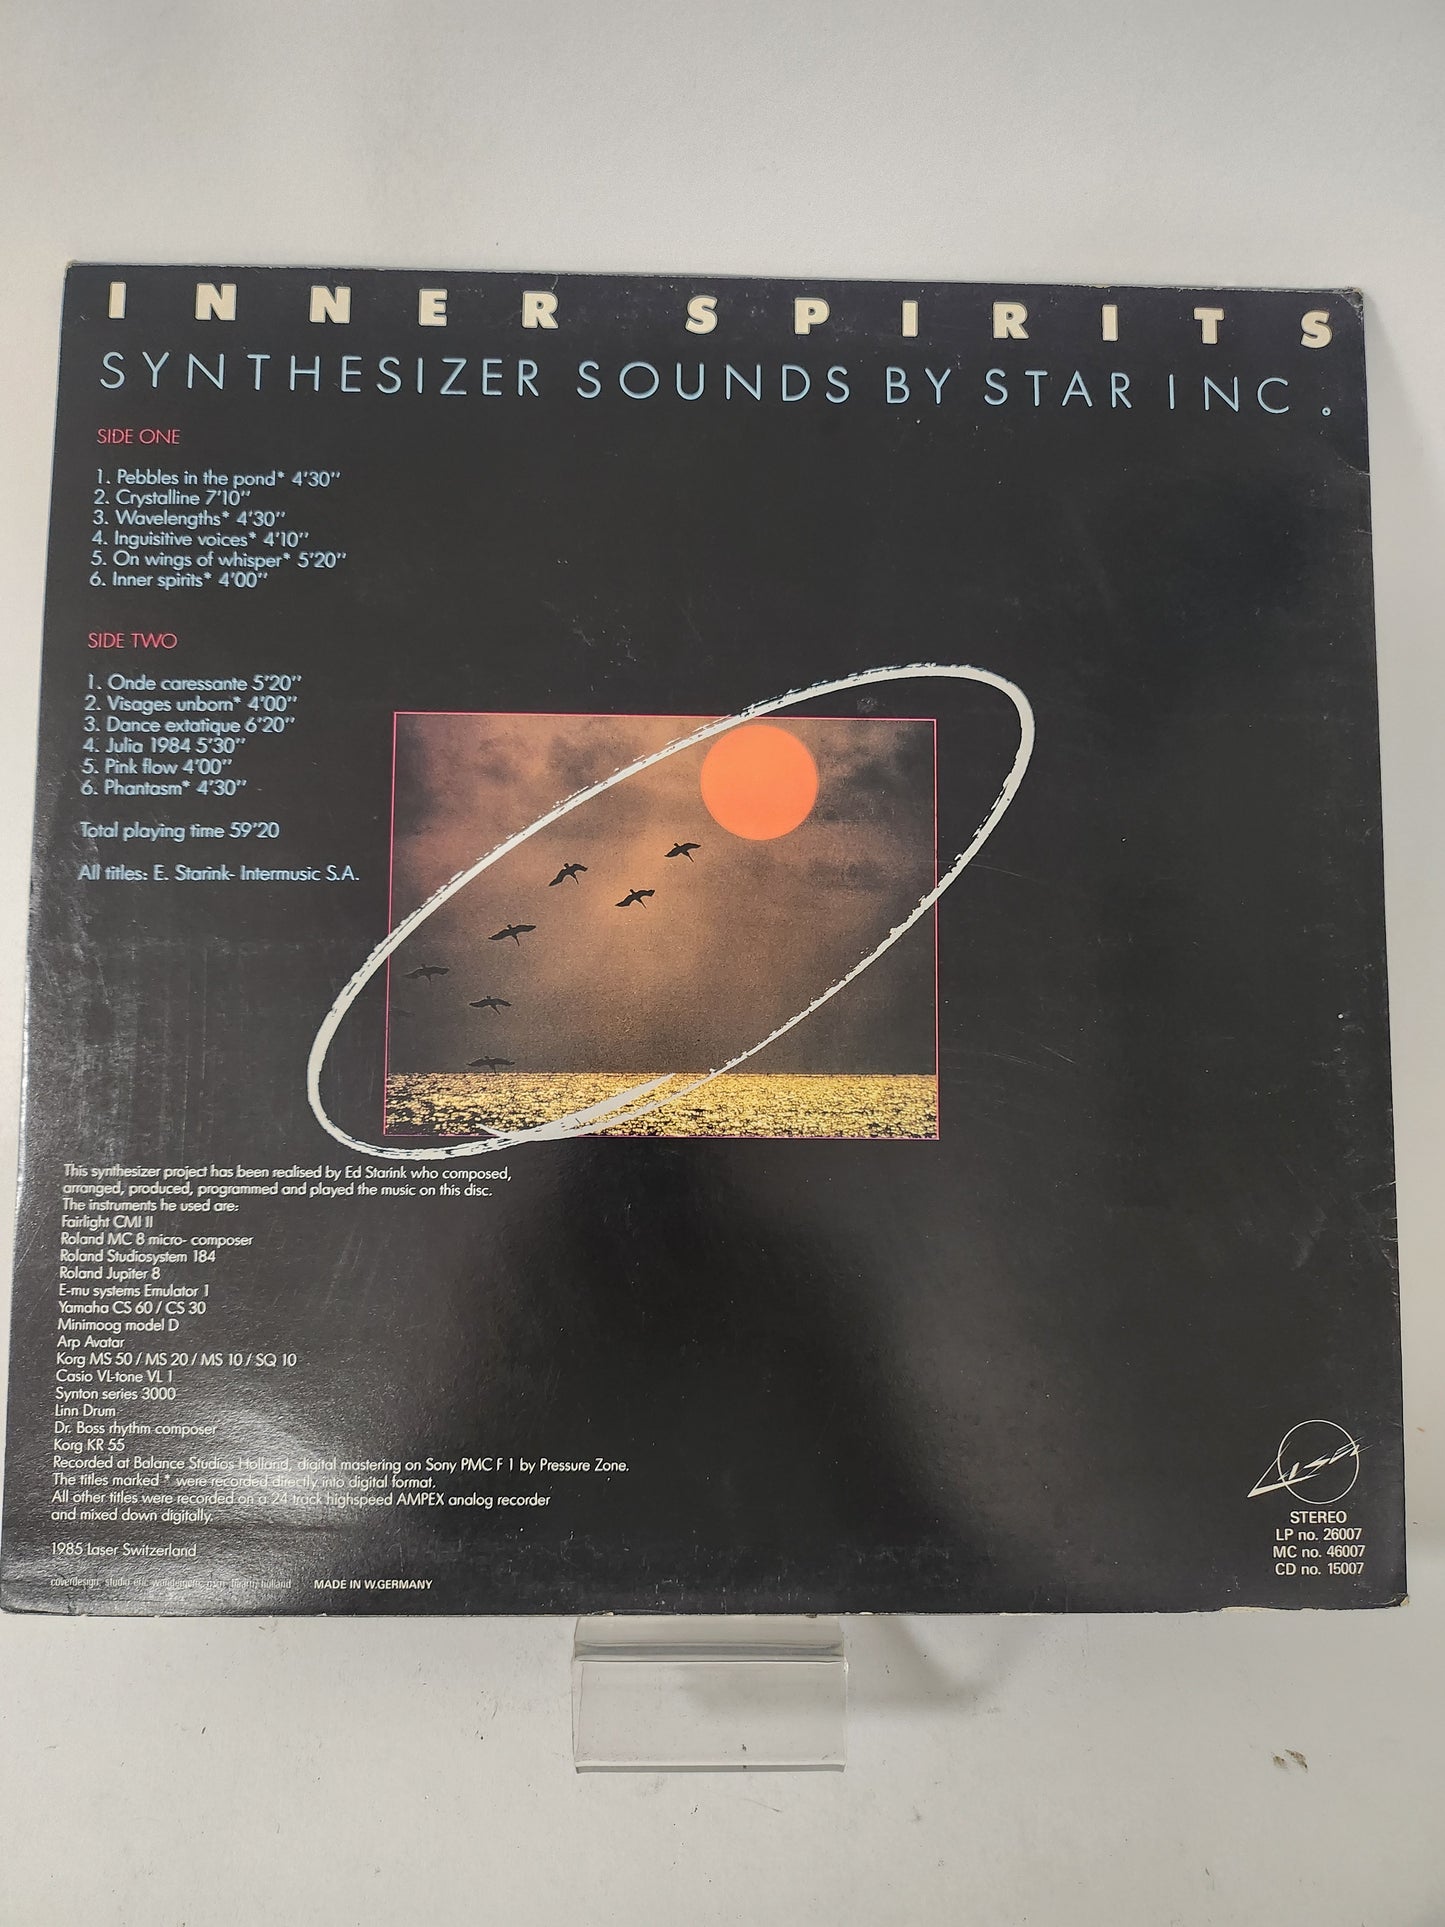 INNER SPIRITS
SYNTHESIZER SOUNDS BY STAR INC.
SIDE ONE
1. Pebbles in the pond* 4'30"
2. Crystalline 7'10"
3. Wavelengths* 4'30"
4. Inguisitive voices* 4'10"
5. On wings of whisper* 5'20"
6. Inner spirits* 4'00"
SIDE TWO
1. Onde caressante 5'20"
2. Visages unborn* 4'00"
3. Dance extatique 6'20"
4. Julia 1984 5'30"
5. Pink flow 4'00"
6. Phantasm* 4'30"
Total playing time 59'20
All titles: E. Starink- Intermusic S.A.
This synthesizer project has been realised by Ed Starink who composed,
arranged, produced, programmed and played the music on this disc.
The instruments he used are:
Fairlight CMI II
Roland MC 8 micro- composer
Roland Studiosystem 184
Roland Jupiter 8
E-mu systems Emulator 1
Yamaha CS 60 / CS 30
Minimoog model D
Arp Avatar
Korg MS 50 / MS 20 / MS 10 / SQ 10
Casio VL-tone VL 1
Synton series 3000
Linn Drum
Dr. Boss rhythm composer
Korg KR 55
Recorded at Balance Studios Holland, digital mastering on Sony PMC F 1 by Pressure Zone.
The titles marked * were recorded directly into digital format.
All other titles were recorded on a 24 track highspeed AMPEX analog recorder
and mixed down digitally.
1985 Laser Switzerland
coverdesign: studio eric holland MADE IN W.GERMANY
LASER
STEREO
LP no. 26007
MC no. 46007
CD no. 15007